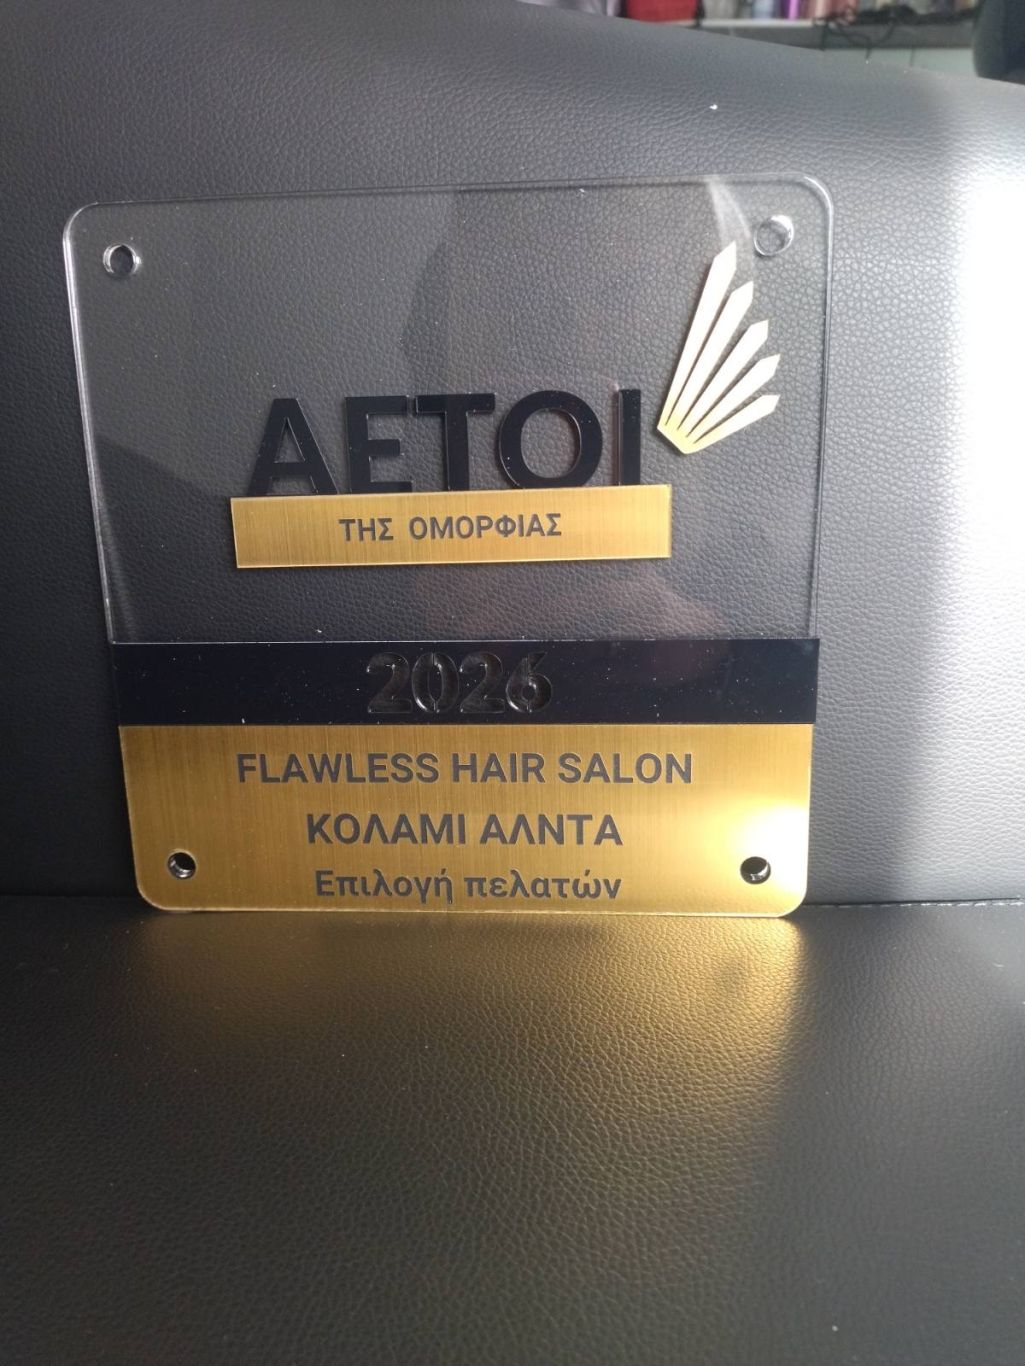 ΑΕΤΟΙ
ΤΗΣ ΟΜΟΡΦΙΑΣ
2026
FLAWLESS HAIR SALON
ΚΟΛΑΜΙ ΑΛΝΤΑ
Επιλογή πελατών